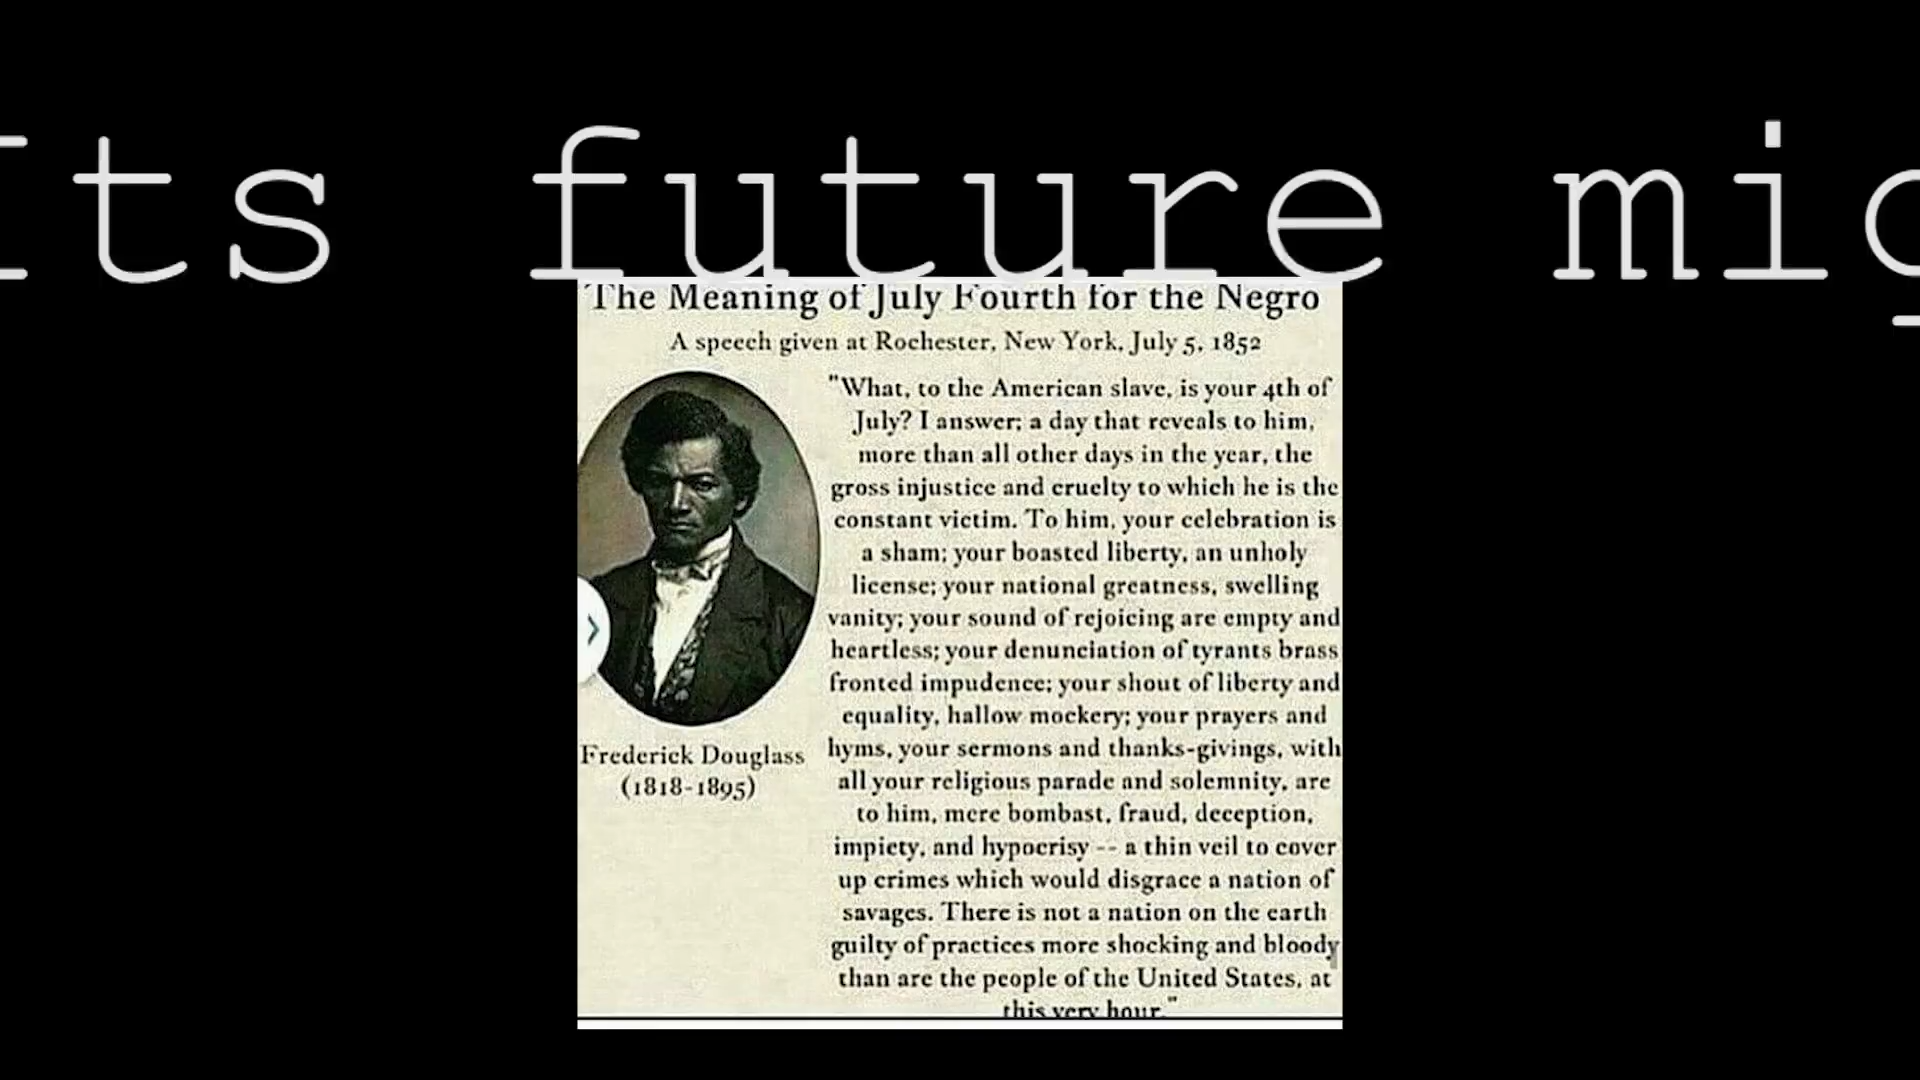 Its future mig
The Meaning of July Fourth for the Negro
A speech given at Rochester, New York, July 5, 1852
"What, to the American slave, is your 4th of
July? I answer; a day that reveals to him,
more than all other days in the year, the
gross injustice and cruelty to which he is the
constant victim. To him, your celebration is
a sham; your boasted liberty, an unholy
license; your national greatness, swelling
vanity; your sound of rejoicing are empty and
heartless; your denunciation of tyrants brass
fronted impudence; your shout of liberty and
equality, hallow mockery; your prayers and
hyms, your sermons and thanks-givings, with
all your religious parade and solemnity, are
to him, mere bombast, fraud, deception,
impiety, and hypocrisy -- a thin veil to cover
up crimes which would disgrace a nation of
savages. There is not a nation on the earth
guilty of practices more shocking and bloody
than are the people of the United States, at
this very hour."
Frederick Douglass
(1818-1895)